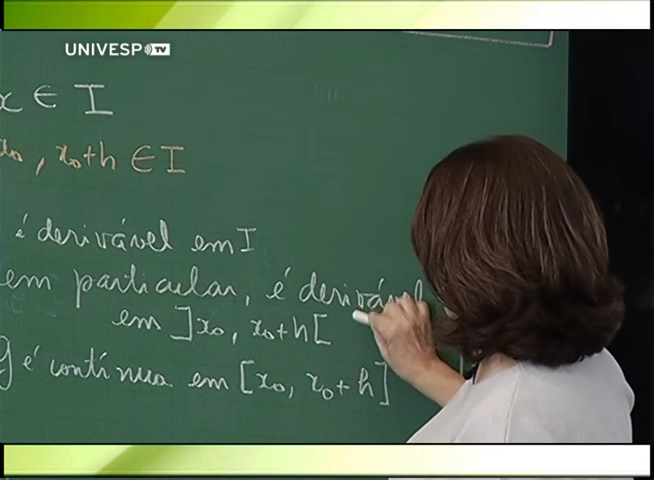 UNIVESP TV
x ∈ I
x₀, x₀+h ∈ I
é derivável em I
em particular, é derivável
em ]x₀, x₀+h[
g é contínua em [x₀, x₀+h]